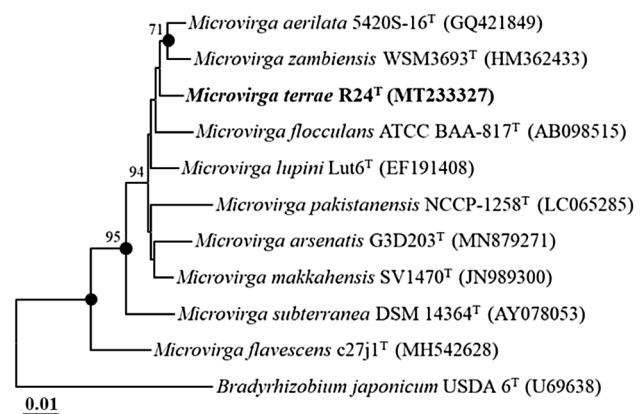 71
Microvirga aerilata 5420S-16ᵀ (GQ421849)
Microvirga zambiensis WSM3693ᵀ (HM362433)
Microvirga terrae R24ᵀ (MT233327)
Microvirga flocculans ATCC BAA-817ᵀ (AB098515)
94
Microvirga lupini Lut6ᵀ (EF191408)
Microvirga pakistanensis NCCP-1258ᵀ (LC065285)
95
Microvirga arsenatis G3D203ᵀ (MN879271)
Microvirga makkahensis SV1470ᵀ (JN989300)
Microvirga subterranea DSM 14364ᵀ (AY078053)
Microvirga flavescens c27j1ᵀ (MH542628)
Bradyrhizobium japonicum USDA 6ᵀ (U69638)
0.01